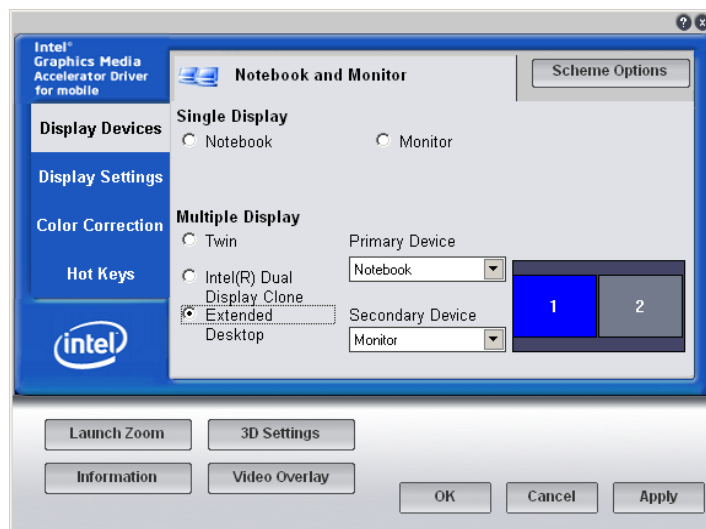 Intel®
Graphics Media
Accelerator Driver
for mobile
Notebook and Monitor
Scheme Options
Display Devices
Display Settings
Color Correction
Hot Keys
intel
Single Display
Notebook
Monitor
Multiple Display
Twin
Intel(R) Dual
Display Clone
Extended
Desktop
Primary Device
Notebook
Secondary Device
Monitor
1
2
Launch Zoom
3D Settings
Information
Video Overlay
OK
Cancel
Apply